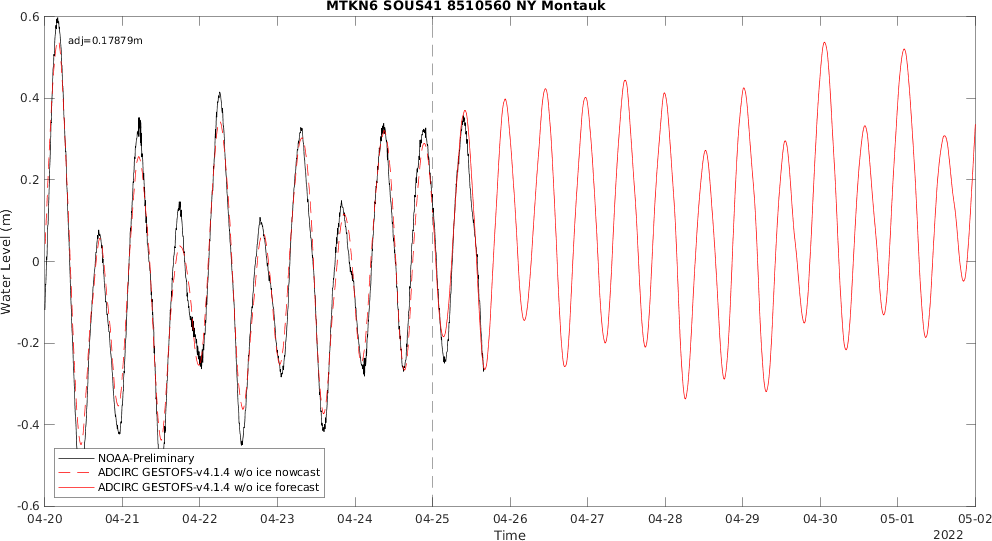 MTKN6 SOUS41 8510560 NY Montauk
adj=0.17879m
Water Level (m)
0.6
0.4
0.2
0
-0.2
-0.4
-0.6
NOAA-Preliminary
ADCIRC GESTOFS-v4.1.4 w/o ice nowcast
ADCIRC GESTOFS-v4.1.4 w/o ice forecast
04-20 04-21 04-22 04-23 04-24 04-25 04-26 04-27 04-28 04-29 04-30 05-01 05-02
Time
2022